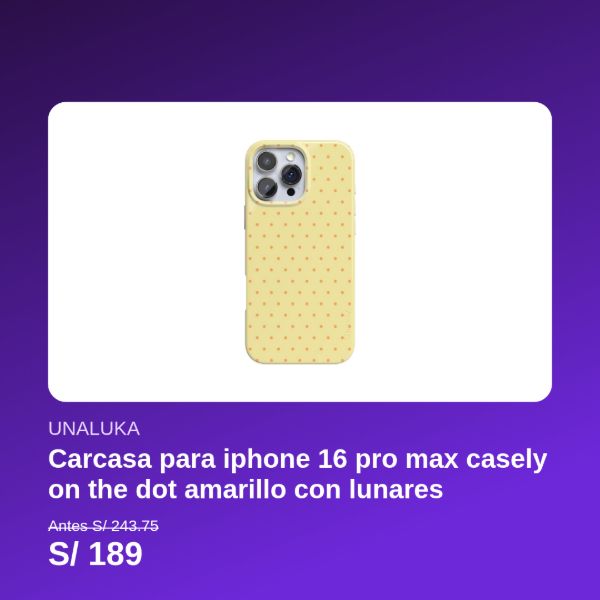 UNALUKA
Carcasa para iphone 16 pro max casely
on the dot amarillo con lunares
Antes S/ 243.75
S/ 189